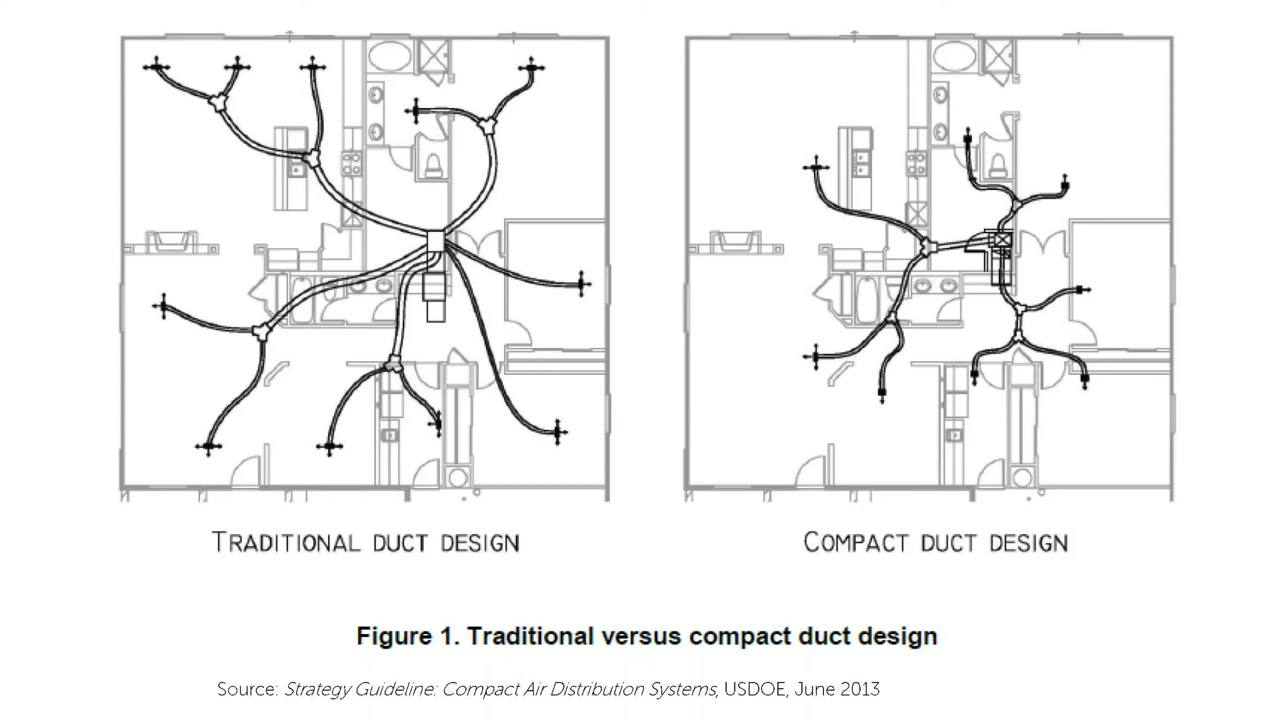 TRADITIONAL DUCT DESIGN
COMPACT DUCT DESIGN
Figure 1. Traditional versus compact duct design
Source: Strategy Guideline: Compact Air Distribution Systems, USDOE, June 2013